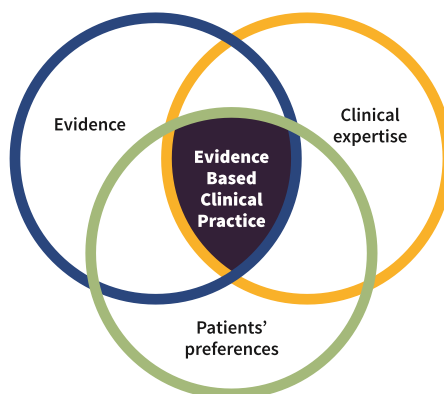 Evidence
Clinical
expertise
Evidence
Based
Clinical
Practice
Patients’
preferences